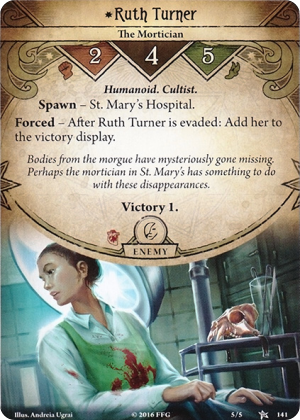 Ruth Turner
The Mortician
2 4 5
Humanoid. Cultist.
Spawn – St. Mary's Hospital.
Forced – After Ruth Turner is evaded: Add her to
the victory display.
Bodies from the morgue have mysteriously gone missing.
Perhaps the mortician in St. Mary's has something to do
with these disappearances.
Victory 1.
ENEMY
Illus. Andreia Ugrai
© 2016 FFG
5/5
141